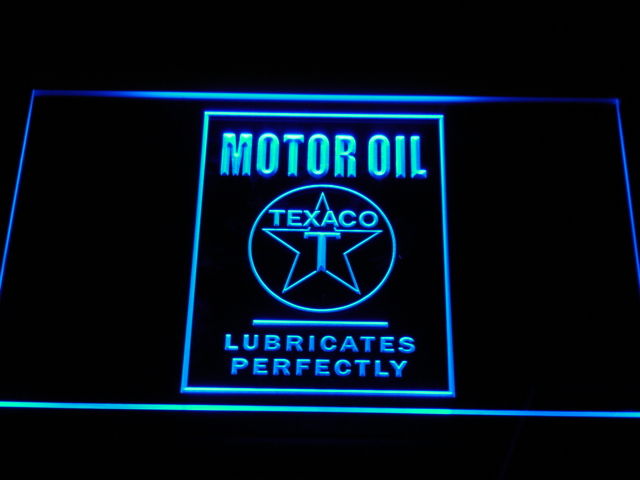 MOTOR OIL
TEXACO
T
LUBRICATES
PERFECTLY